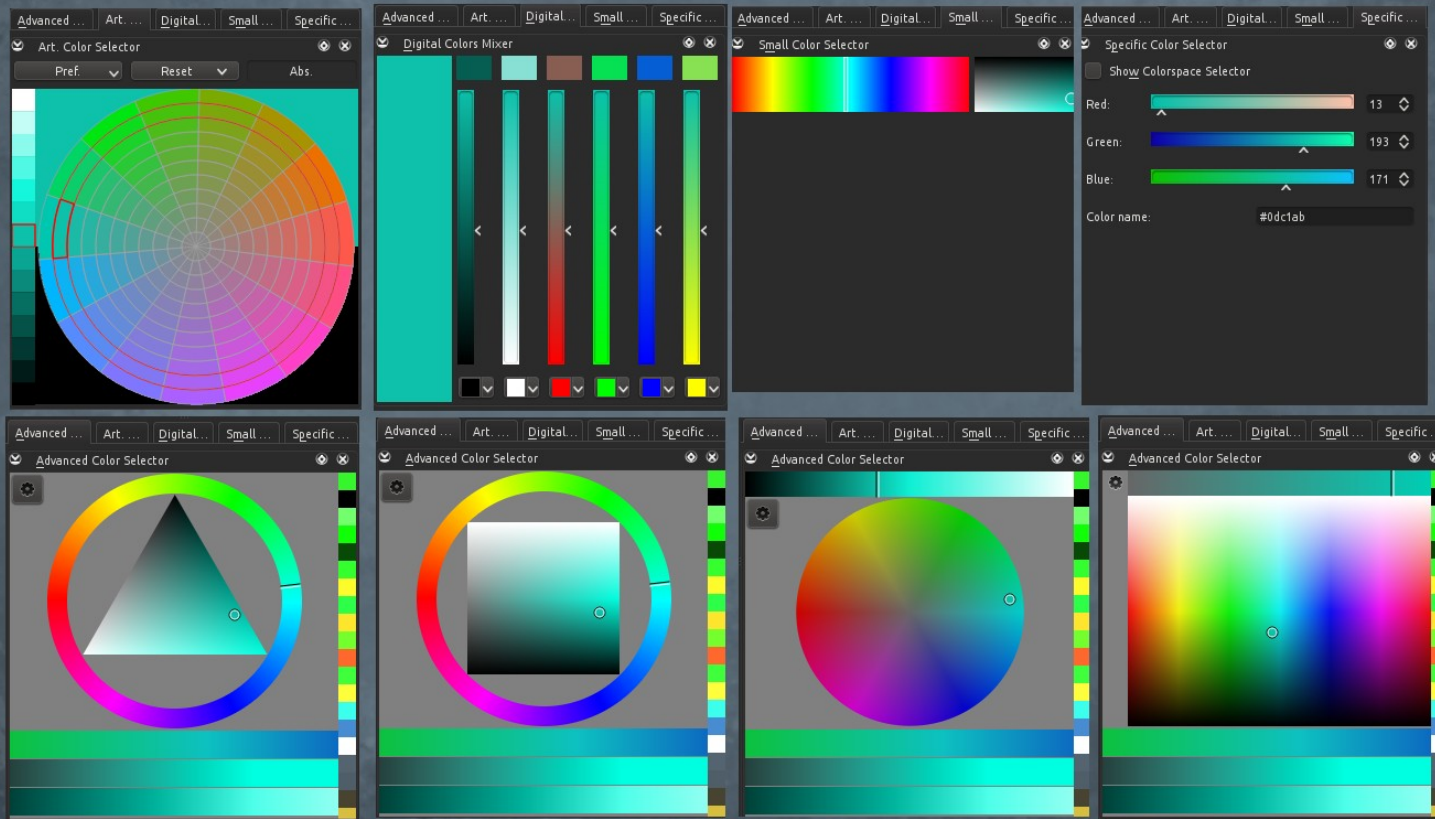 Advanced ... Art. ... Digital... Small ... Specific ...
Art. Color Selector
Pref. Reset Abs.
Advanced ... Art. ... Digital... Small ... Specific ...
Digital Colors Mixer
Advanced ... Art. ... Digital... Small ... Specific ...
Small Color Selector
Advanced ... Art. ... Digital... Small ... Specific ...
Specific Color Selector
Show Colorspace Selector
Red: 13
Green: 193
Blue: 171
Color name: #0dc1ab
Advanced ... Art. ... Digital... Small ... Specific ...
Advanced Color Selector
Advanced ... Art. ... Digital... Small ... Specific ...
Advanced Color Selector
Advanced ... Art. ... Digital... Small ... Specific ...
Advanced Color Selector
Advanced ... Art. ... Digital... Small ... Specific ...
Advanced Color Selector